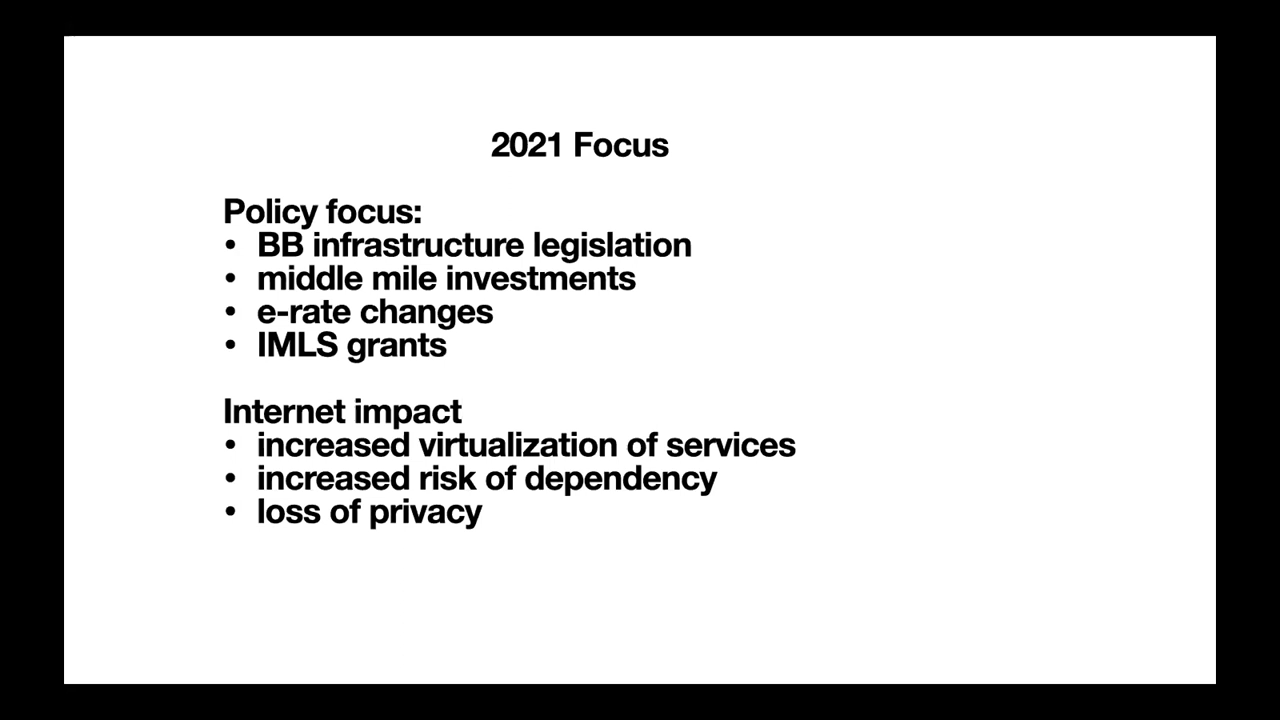 2021 Focus
Policy focus:
• BB infrastructure legislation
• middle mile investments
• e-rate changes
• IMLS grants
Internet impact
• increased virtualization of services
• increased risk of dependency
• loss of privacy